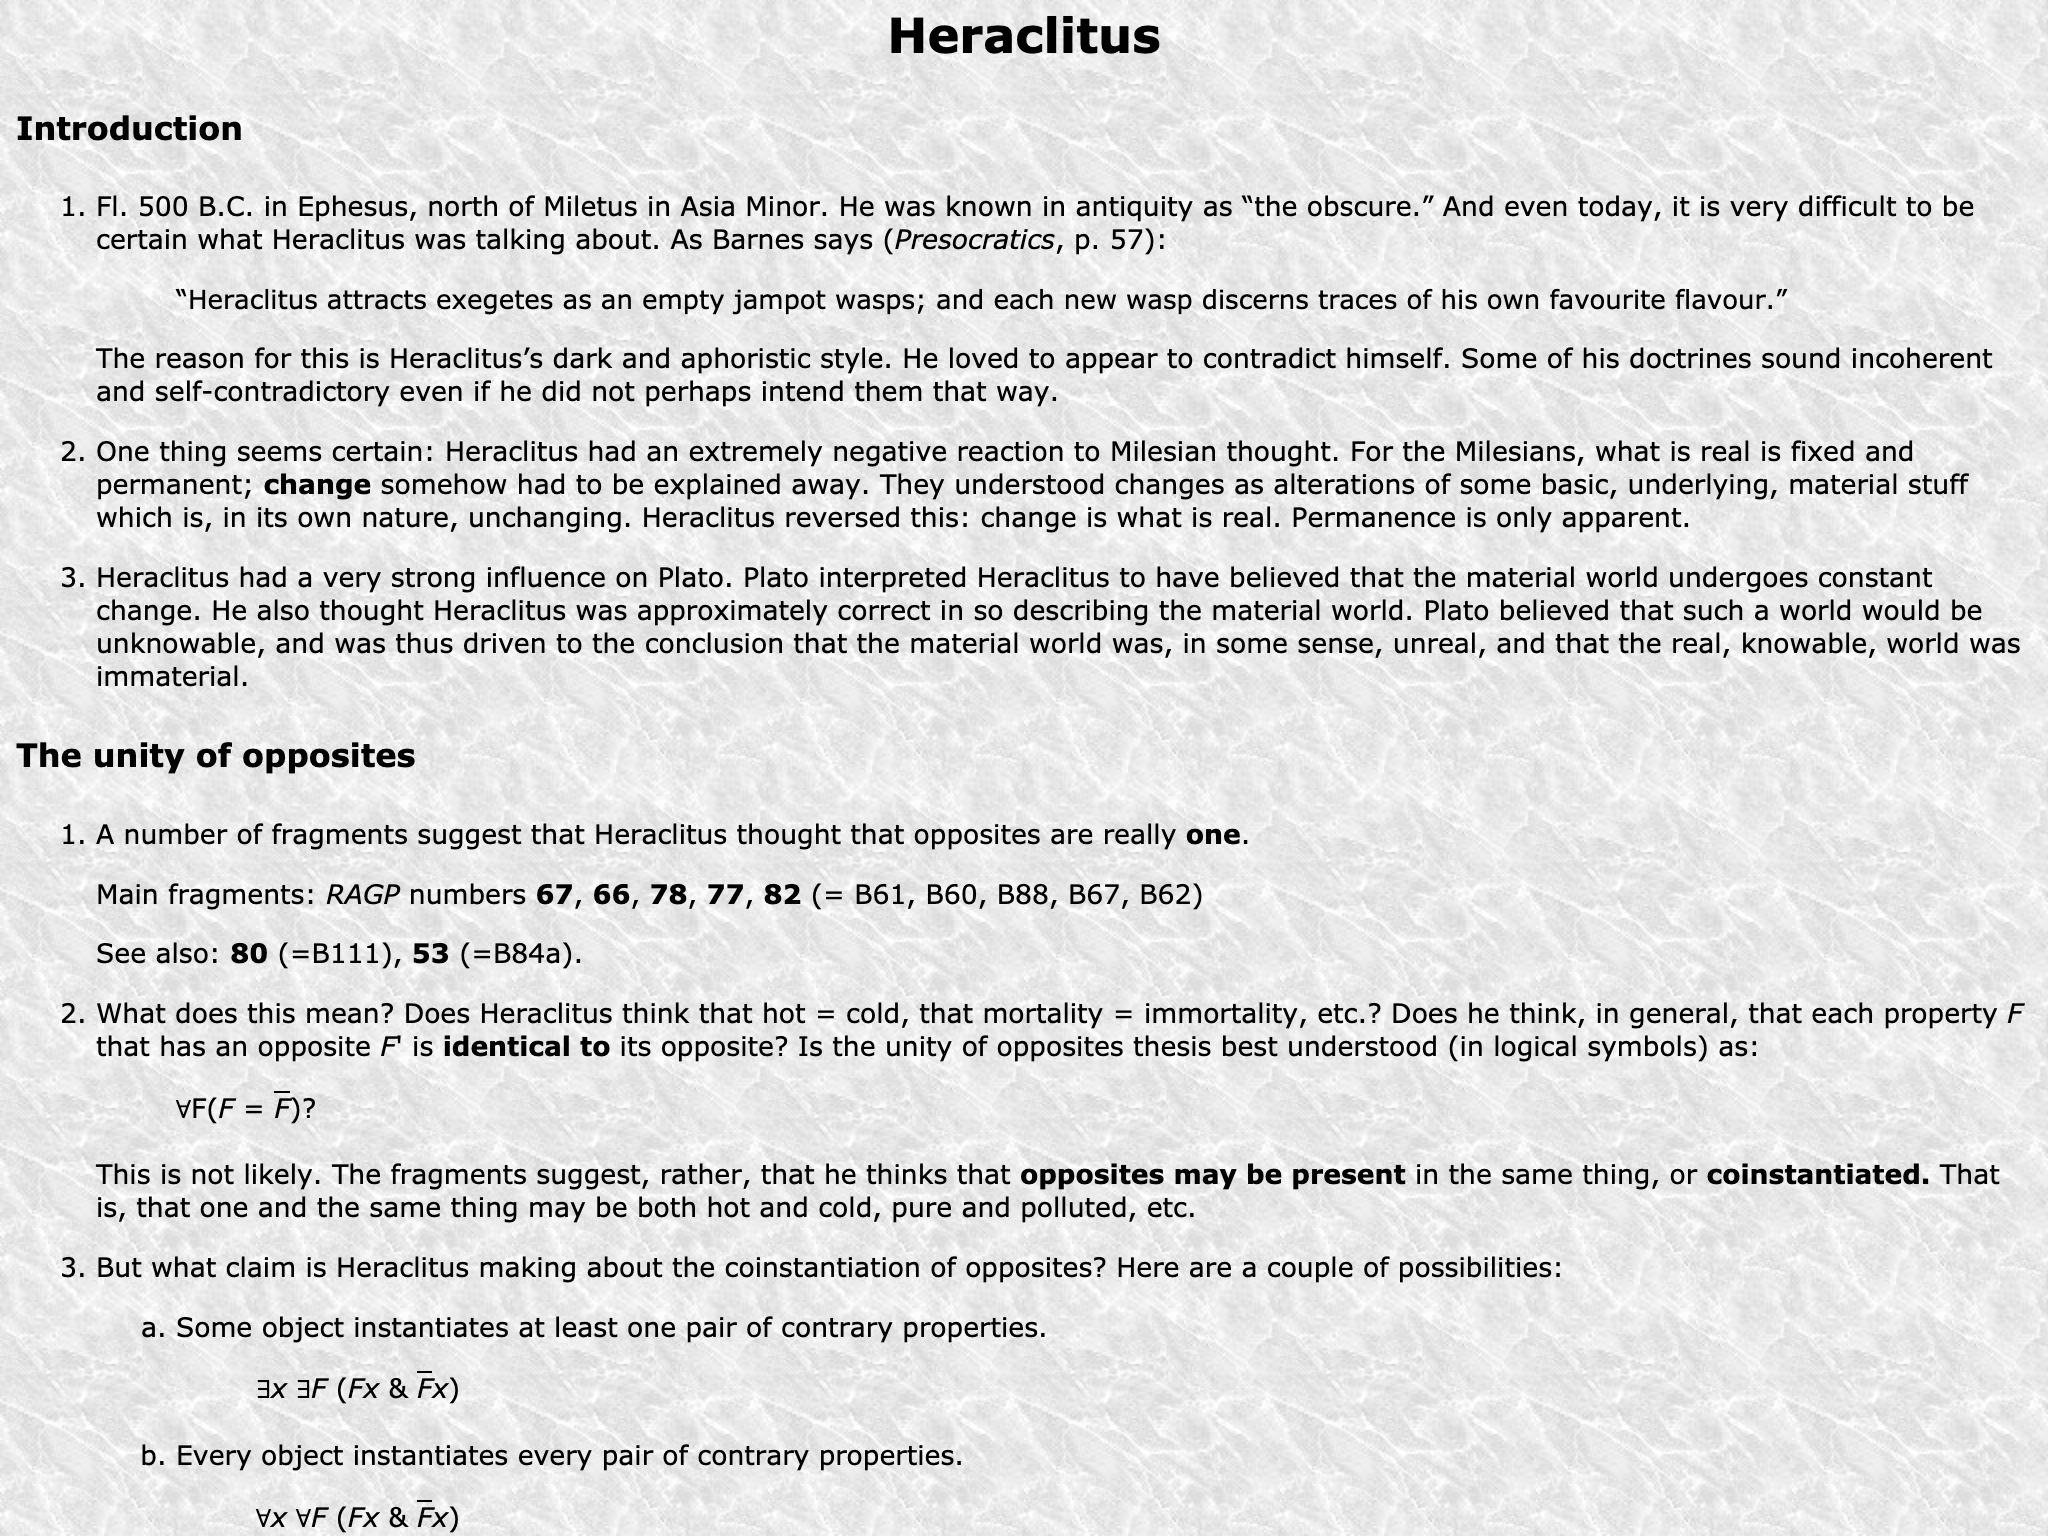 Heraclitus
Introduction
1. Fl. 500 B.C. in Ephesus, north of Miletus in Asia Minor. He was known in antiquity as “the obscure.” And even today, it is very difficult to be
certain what Heraclitus was talking about. As Barnes says (Presocratics, p. 57):
“Heraclitus attracts exegetes as an empty jampot wasps; and each new wasp discerns traces of his own favourite flavour.”
The reason for this is Heraclitus’s dark and aphoristic style. He loved to appear to contradict himself. Some of his doctrines sound incoherent
and self-contradictory even if he did not perhaps intend them that way.
2. One thing seems certain: Heraclitus had an extremely negative reaction to Milesian thought. For the Milesians, what is real is fixed and
permanent; change somehow had to be explained away. They understood changes as alterations of some basic, underlying, material stuff
which is, in its own nature, unchanging. Heraclitus reversed this: change is what is real. Permanence is only apparent.
3. Heraclitus had a very strong influence on Plato. Plato interpreted Heraclitus to have believed that the material world undergoes constant
change. He also thought Heraclitus was approximately correct in so describing the material world. Plato believed that such a world would be
unknowable, and was thus driven to the conclusion that the material world was, in some sense, unreal, and that the real, knowable, world was
immaterial.
The unity of opposites
1. A number of fragments suggest that Heraclitus thought that opposites are really one.
Main fragments: RAGP numbers 67, 66, 78, 77, 82 (= B61, B60, B88, B67, B62)
See also: 80 (=B111), 53 (=B84a).
2. What does this mean? Does Heraclitus think that hot = cold, that mortality = immortality, etc.? Does he think, in general, that each property F
that has an opposite F' is identical to its opposite? Is the unity of opposites thesis best understood (in logical symbols) as:
∀F(F = F̅)?
This is not likely. The fragments suggest, rather, that he thinks that opposites may be present in the same thing, or coinstantiated. That
is, that one and the same thing may be both hot and cold, pure and polluted, etc.
3. But what claim is Heraclitus making about the coinstantiation of opposites? Here are a couple of possibilities:
a. Some object instantiates at least one pair of contrary properties.
∃x ∃F (Fx & F̅x)
b. Every object instantiates every pair of contrary properties.
∀x ∀F (Fx & F̅x)